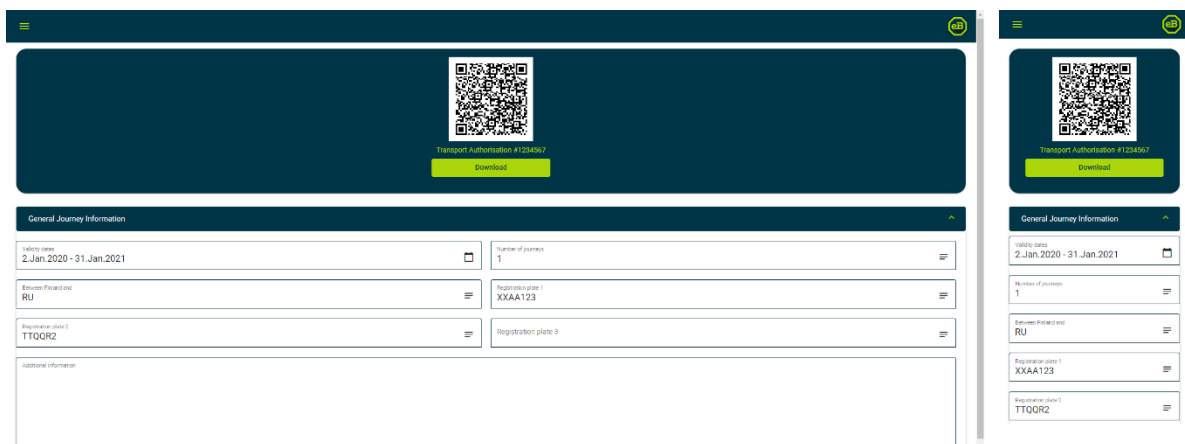 eB
Transport Authorisation #1234567
Download
General Journey Information
Validity dates
2.Jan.2020 - 31.Jan.2021
Number of journeys
1
Between Finland and
RU
Registration plate 1
XXAA123
Registration plate 2
TTQQR2
Registration plate 3
Additional information
eB
Transport Authorisation #1234567
Download
General Journey Information
Validity dates
2.Jan.2020 - 31.Jan.2021
Number of journeys
1
Between Finland and
RU
Registration plate 1
XXAA123
Registration plate 2
TTQQR2